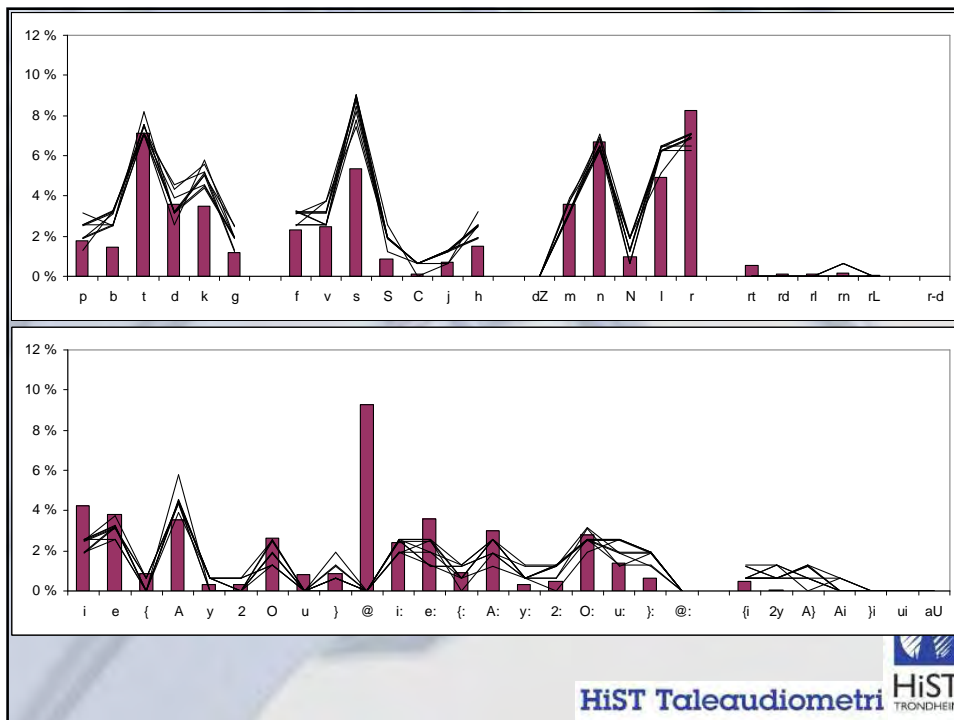 12 %
10 %
8 %
6 %
4 %
2 %
0 %
p b t d k g f v s S C j h dZ m n N l r rt rd rl rn rL r-d
12 %
10 %
8 %
6 %
4 %
2 %
0 %
i e { A y 2 O u } @ i: e: {: A: y: 2: O: u: }: @: {i 2y A} Ai }i ui aU
HiST Taleaudiometri
HiST
TRONDHEIM